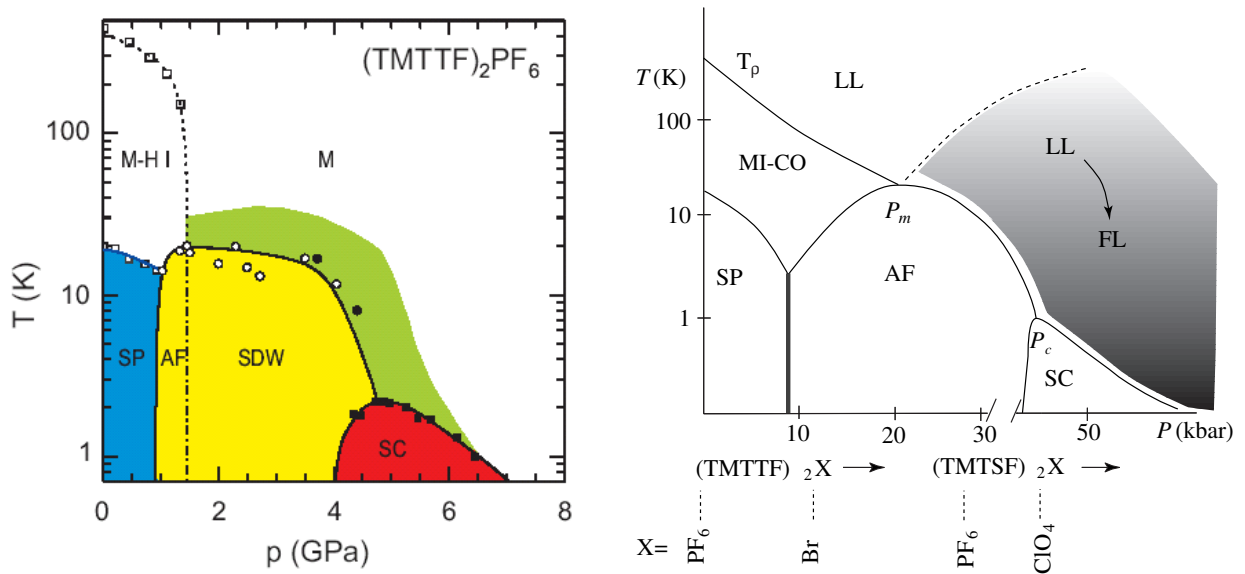 (TMTTF)₂PF₆
100
10
1
T (K)
M-H I
M
SP
AF
SDW
SC
0
2
4
6
8
p (GPa)
T (K)
100
10
1
Tρ
LL
MI-CO
LL
FL
Pm
SP
AF
Pc
SC
10
20
30
50
P (kbar)
(TMTTF) ₂X
(TMTSF) ₂X
X=
PF₆
Br
PF₆
ClO₄